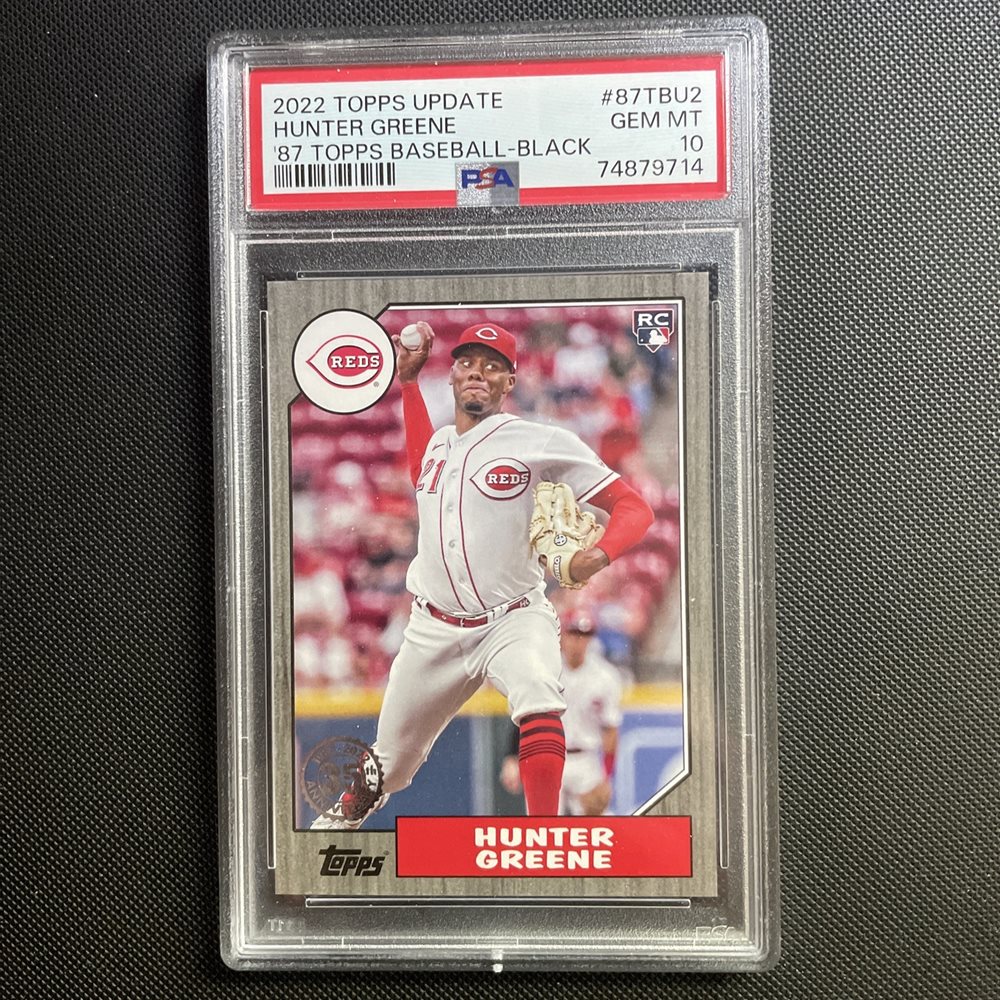 2022 TOPPS UPDATE #87TBU2
HUNTER GREENE GEM MT
'87 TOPPS BASEBALL-BLACK 10
74879714
PSA
REDS
RC
C
21
REDS
35th
Topps
HUNTER
GREENE